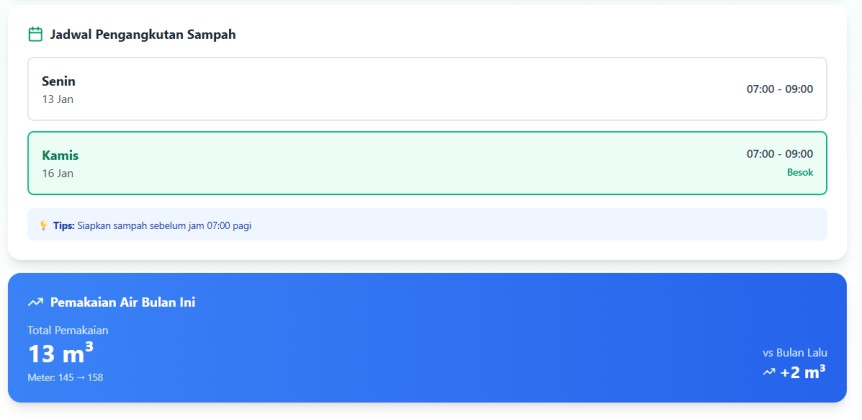 Jadwal Pengangkutan Sampah
Senin
13 Jan
07:00 - 09:00
Kamis
16 Jan
07:00 - 09:00
Besok
Tips: Siapkan sampah sebelum jam 07:00 pagi
Pemakaian Air Bulan Ini
Total Pemakaian
13 m³
Meter: 145 → 158
vs Bulan Lalu
+2 m³